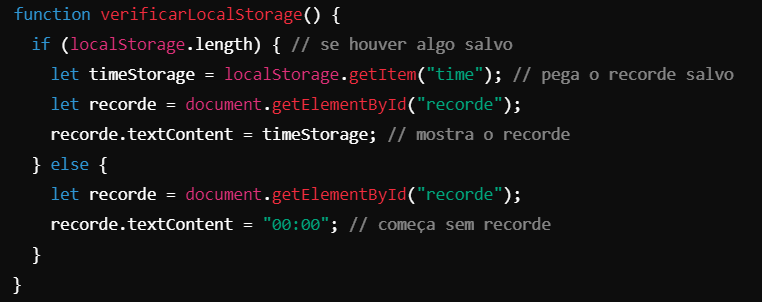 function verificarLocalStorage() {
  if (localStorage.length) { // se houver algo salvo
    let timeStorage = localStorage.getItem("time"); // pega o recorde salvo
    let recorde = document.getElementById("recorde");
    recorde.textContent = timeStorage; // mostra o recorde
  } else {
    let recorde = document.getElementById("recorde");
    recorde.textContent = "00:00"; // começa sem recorde
  }
}